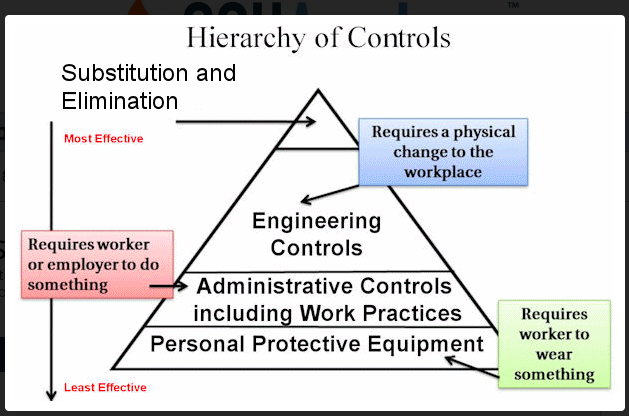 ™
Hierarchy of Controls
Substitution and
Elimination
Most Effective
Requires a physical
change to the
workplace
Engineering
Controls
Requires worker
or employer to do
something
Administrative Controls
including Work Practices
Personal Protective Equipment
Requires
worker to
wear
something
Least Effective